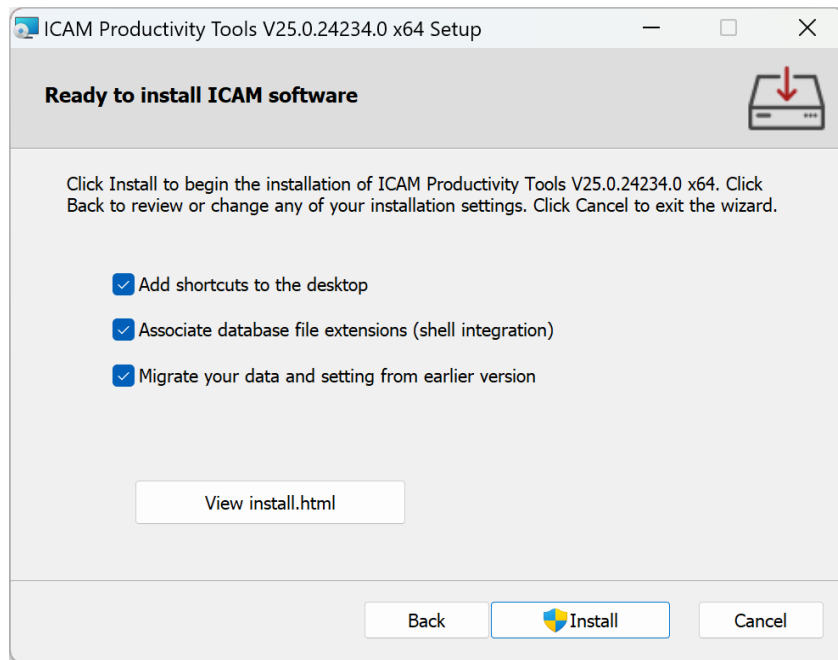 ICAM Productivity Tools V25.0.24234.0 x64 Setup
Ready to install ICAM software
Click Install to begin the installation of ICAM Productivity Tools V25.0.24234.0 x64. Click
Back to review or change any of your installation settings. Click Cancel to exit the wizard.
Add shortcuts to the desktop
Associate database file extensions (shell integration)
Migrate your data and setting from earlier version
View install.html
Back
Install
Cancel